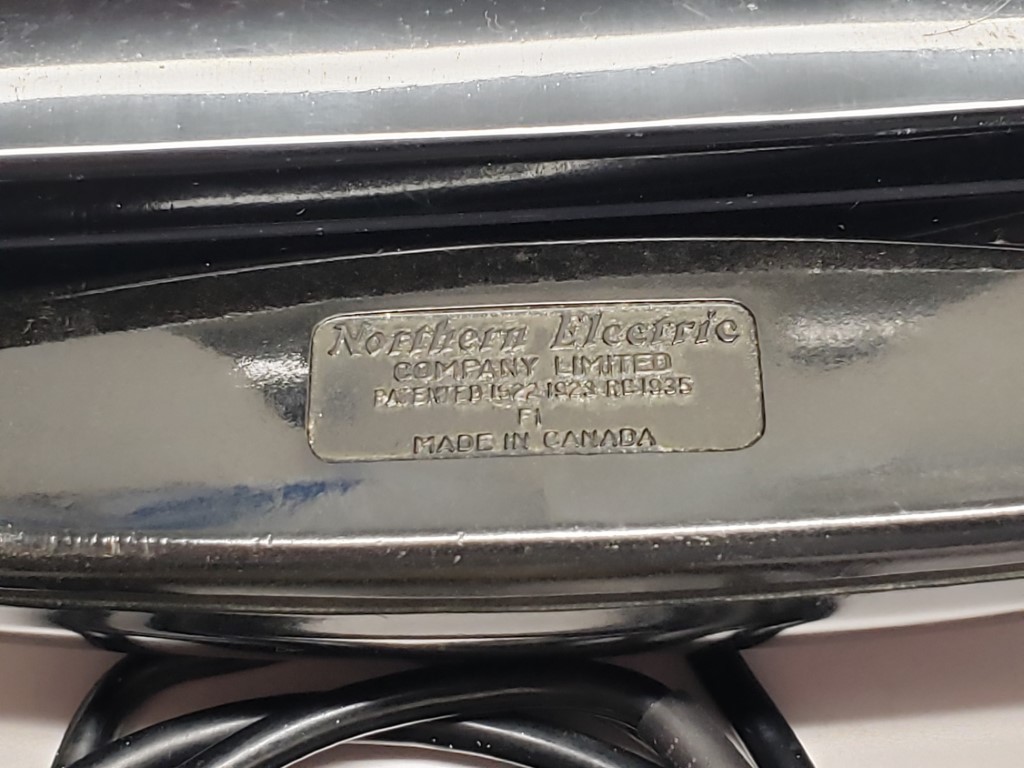 Northern Electric
COMPANY LIMITED
PATENTED 1922 1923 RE-1935
F1
MADE IN CANADA